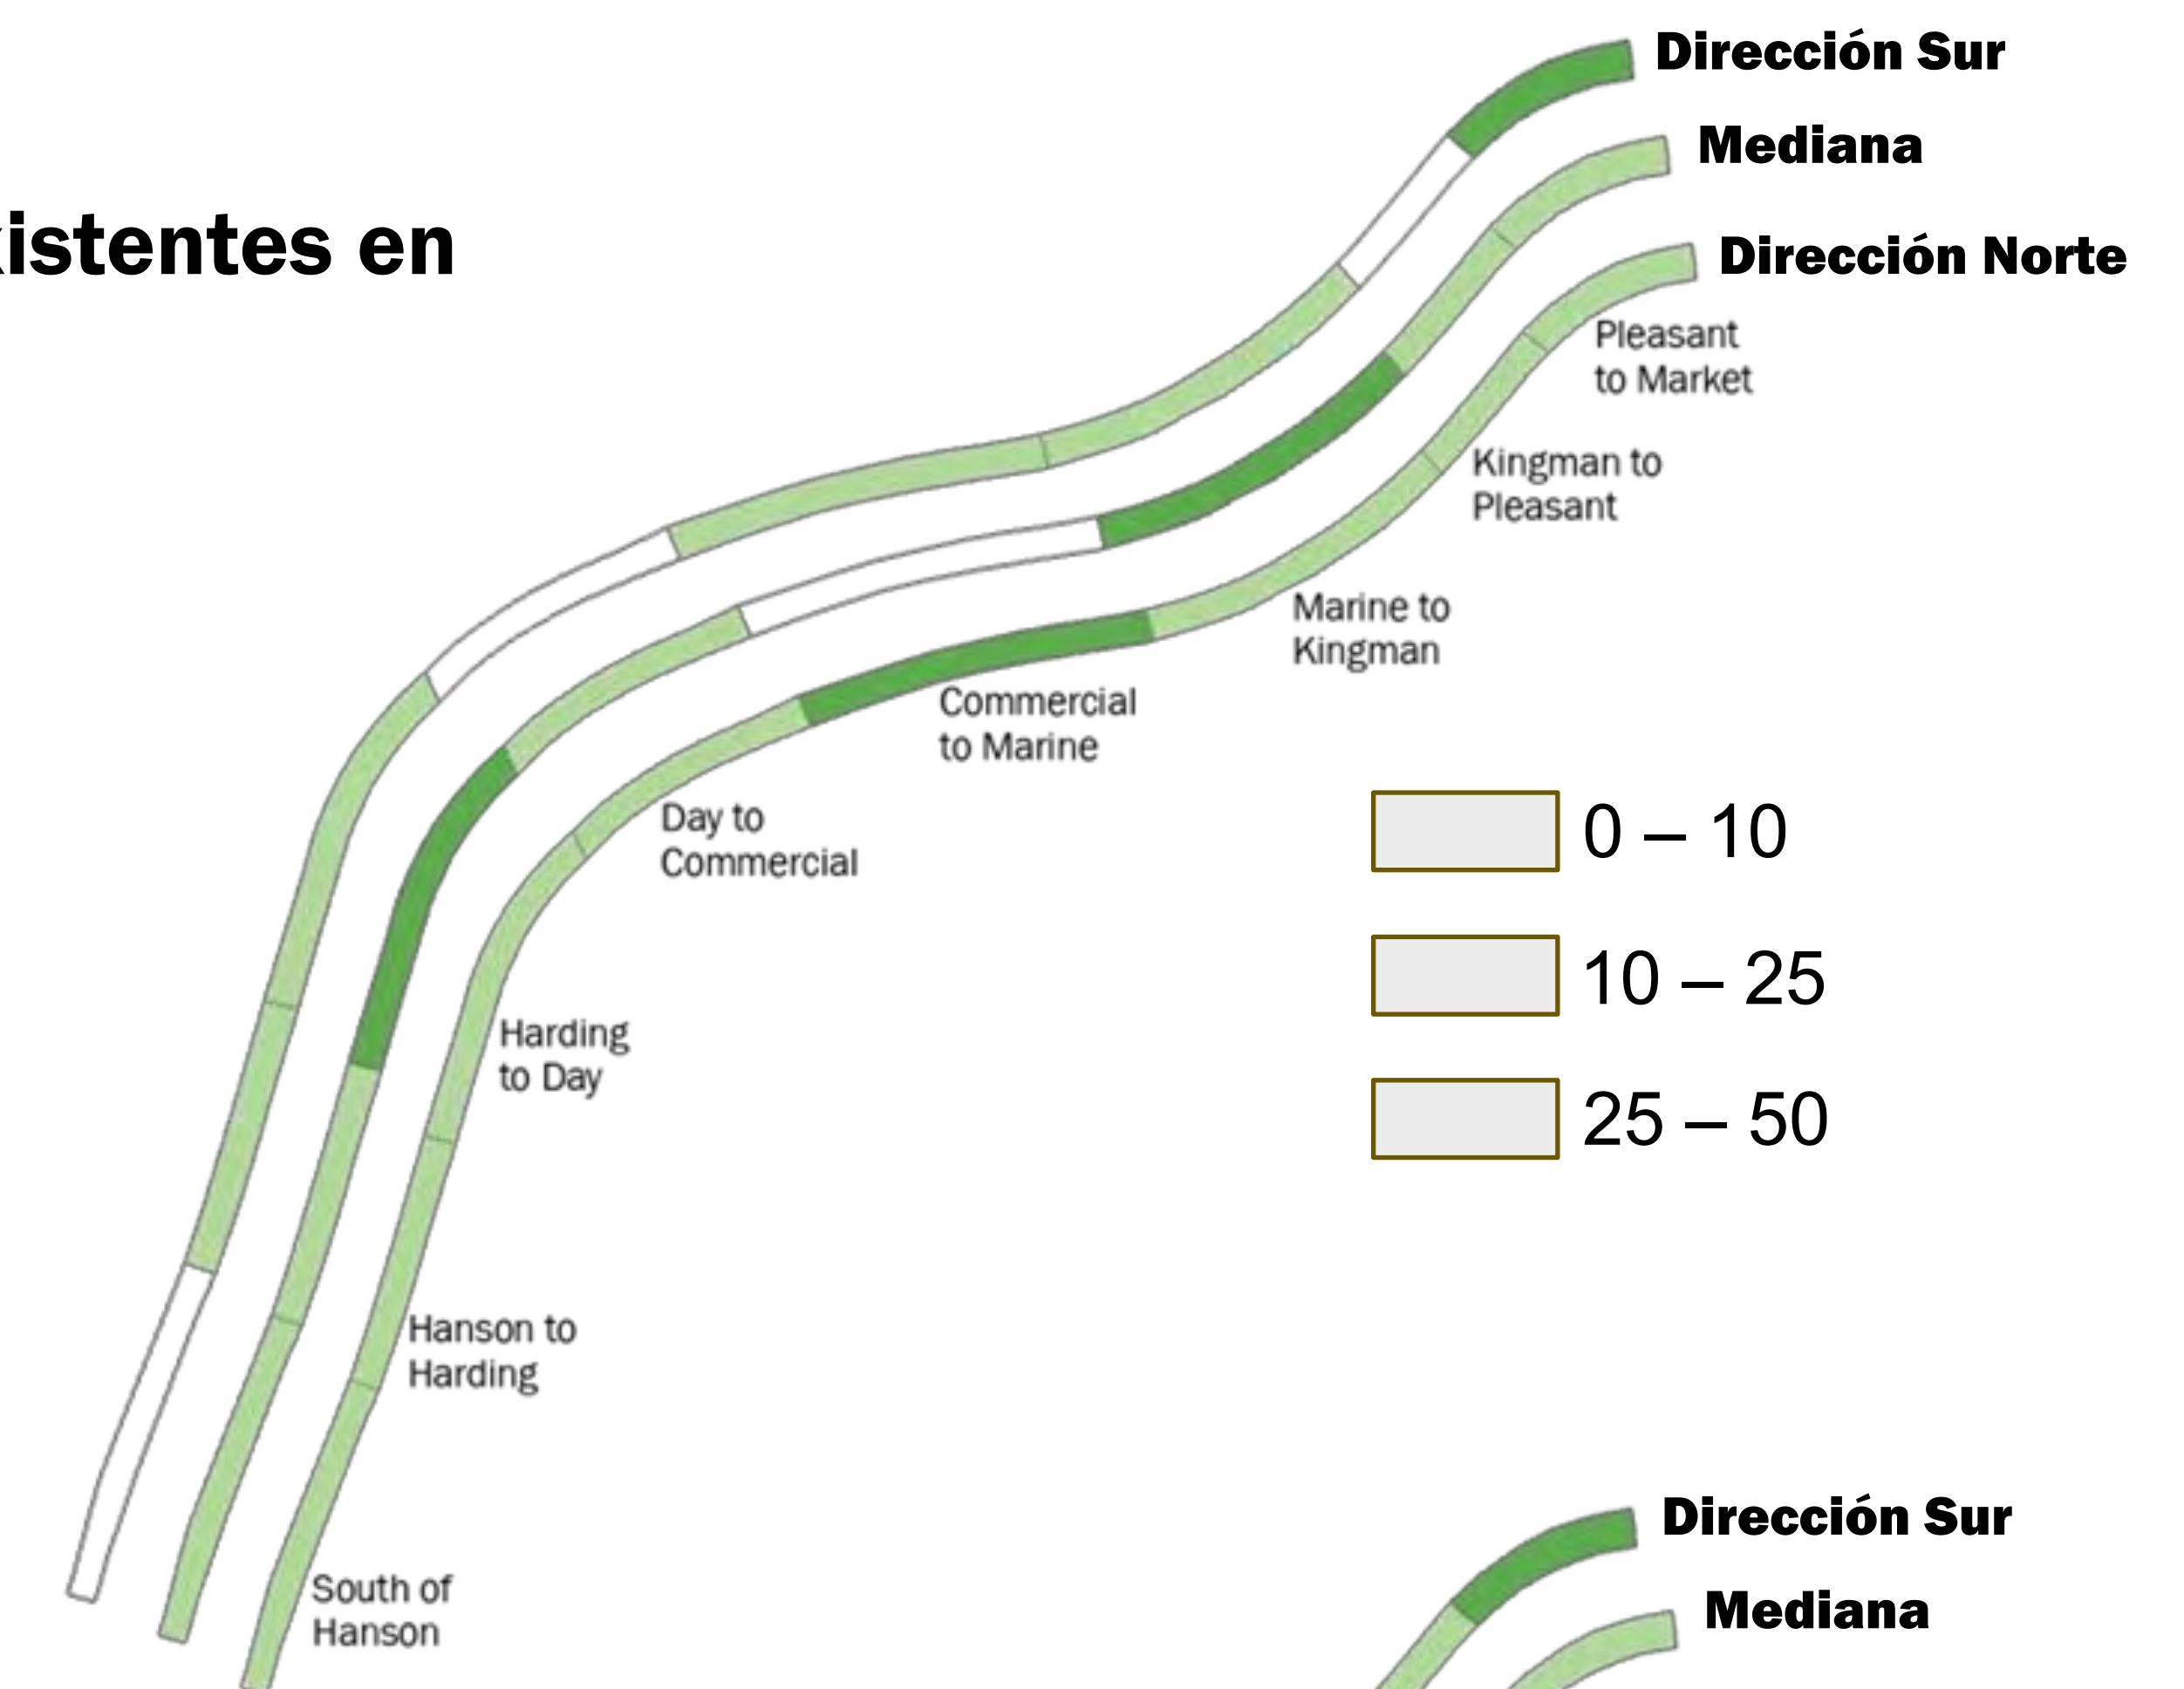 Dirección Sur
Mediana
istentes en
Dirección Norte
Pleasant
to Market
Kingman to
Pleasant
Marine to
Kingman
Commercial
to Marine
Day to
Commercial
0 – 10
10 – 25
25 – 50
Harding
to Day
Hanson to
Harding
South of
Hanson
Dirección Sur
Mediana